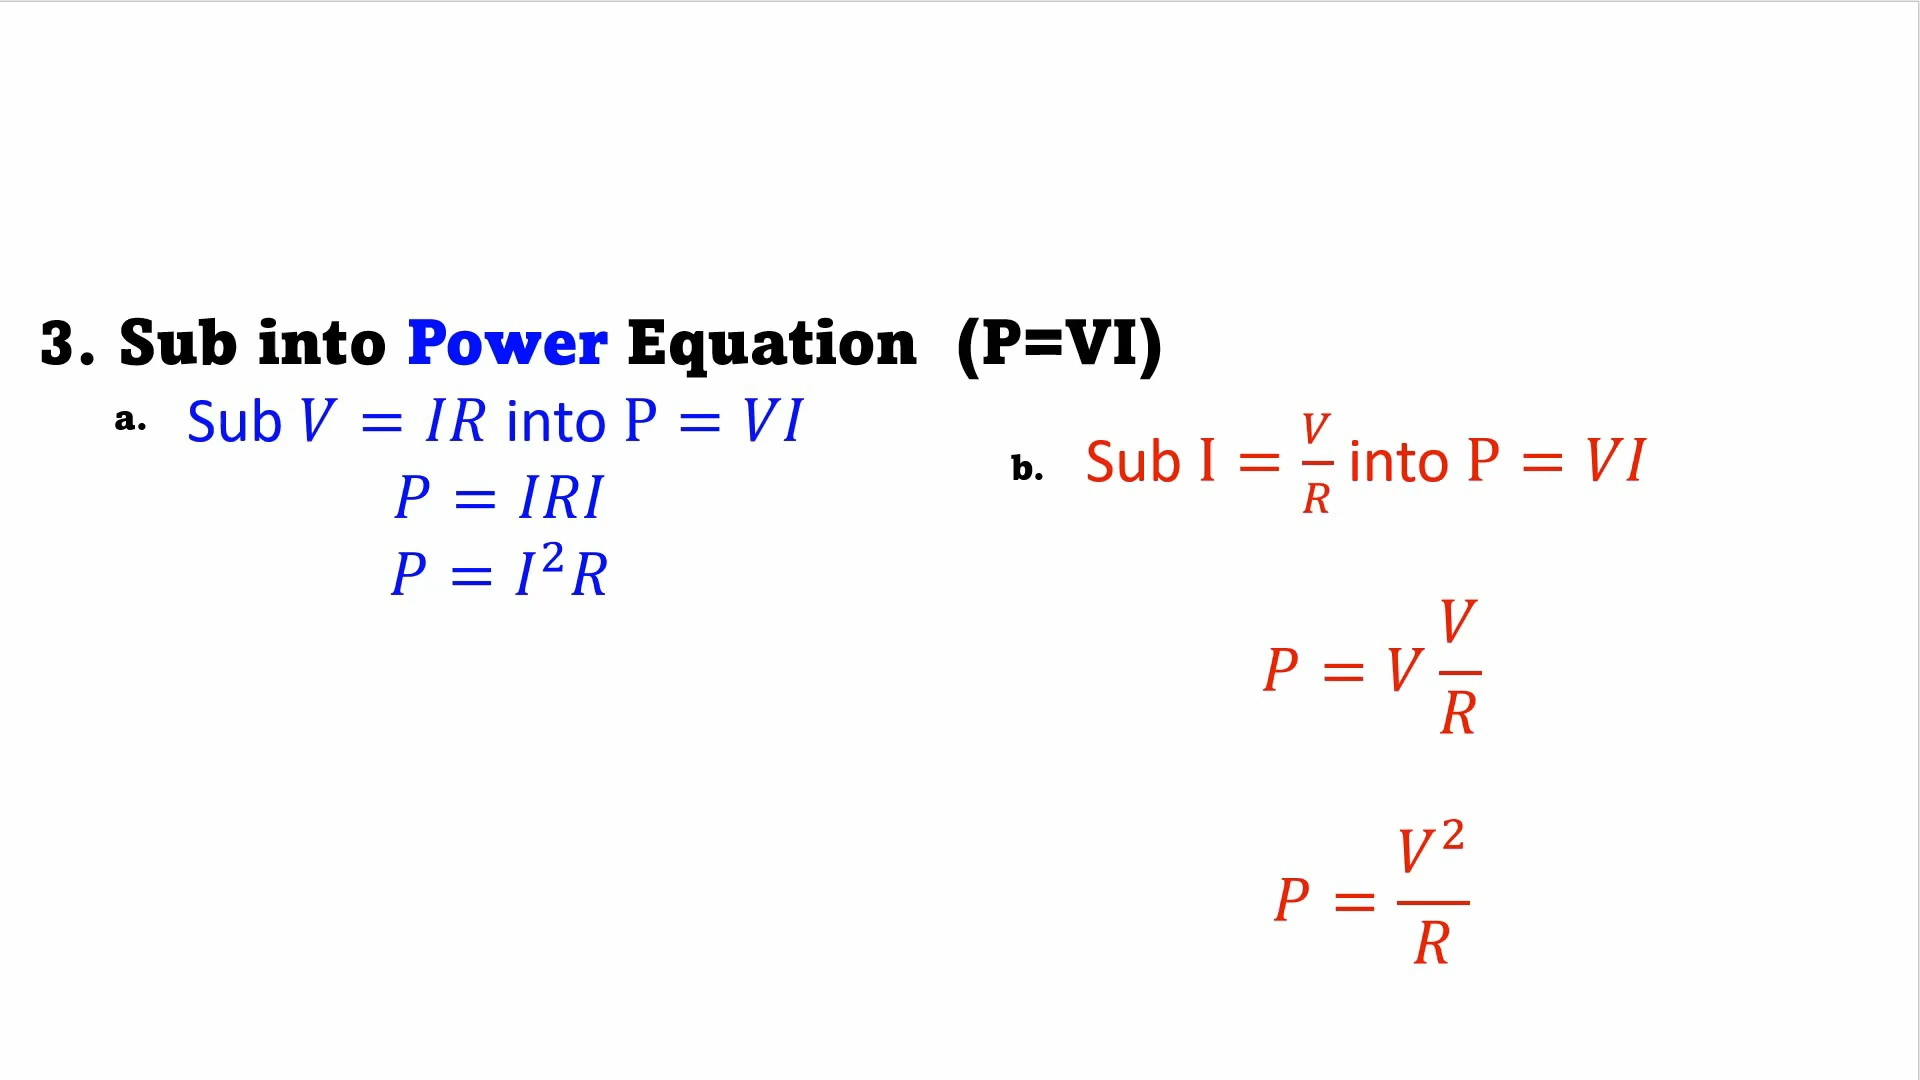 3. Sub into Power Equation (P=VI)
a. Sub V = IR into P = VI
P = IRI
P = I²R
b. Sub I = V/R into P = VI
P = V V/R
P = V²/R